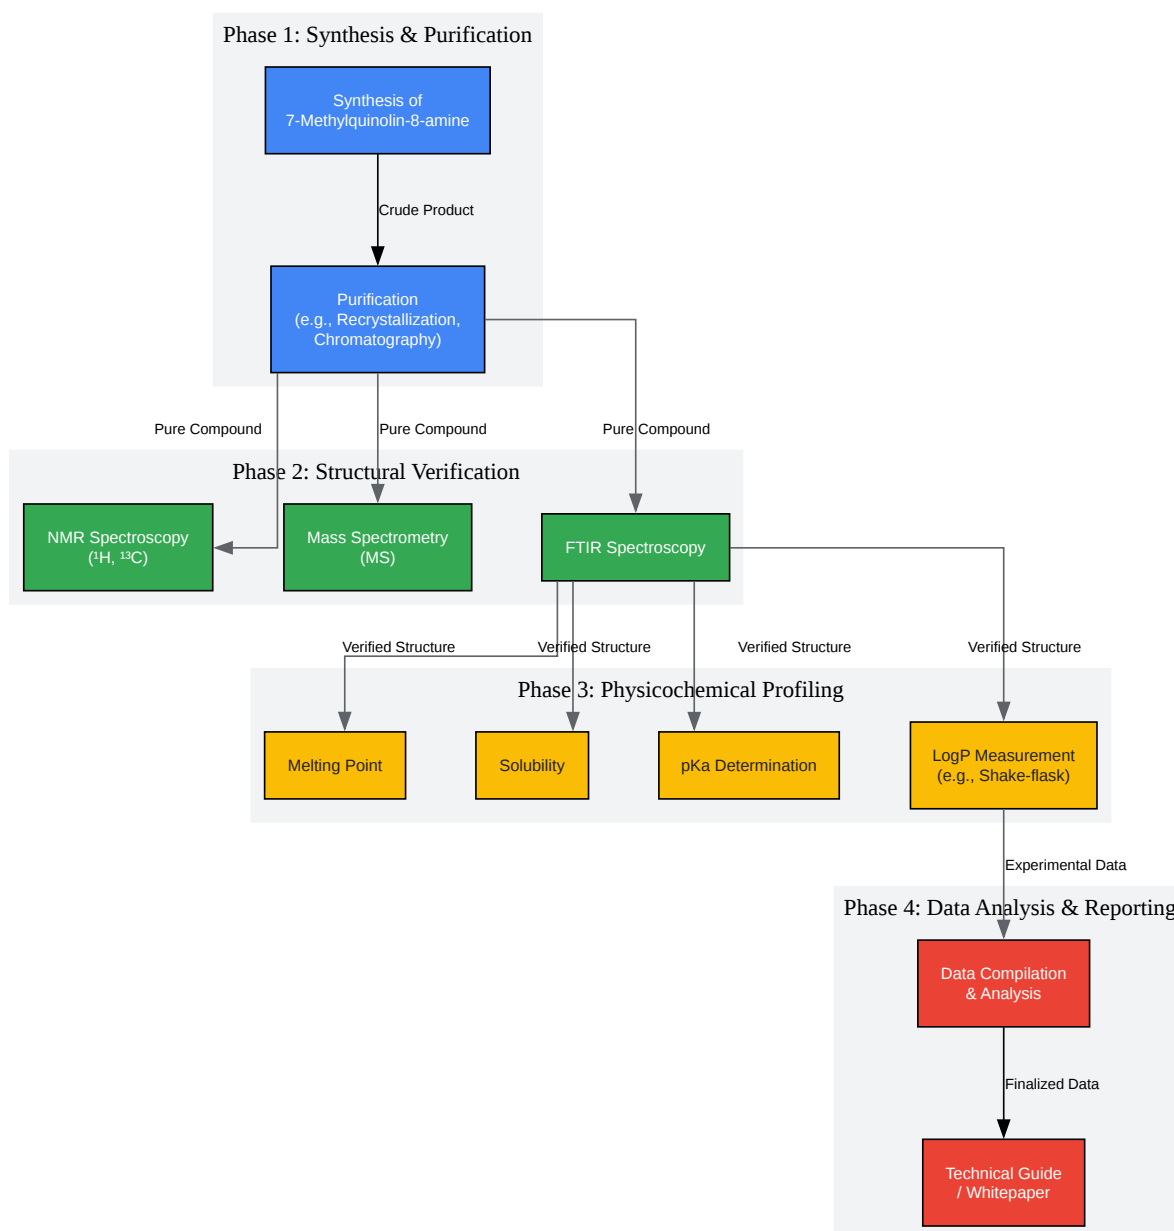 Phase 1: Synthesis & Purification
Synthesis of
7-Methylquinolin-8-amine
Crude Product
Purification
(e.g., Recrystallization,
Chromatography)
Pure Compound
Pure Compound
Pure Compound
Phase 2: Structural Verification
NMR Spectroscopy
(¹H, ¹³C)
Mass Spectrometry
(MS)
FTIR Spectroscopy
Verified Structure
Verified Structure
Verified Structure
Verified Structure
Phase 3: Physicochemical Profiling
Melting Point
Solubility
pKa Determination
LogP Measurement
(e.g., Shake-flask)
Experimental Data
Phase 4: Data Analysis & Reporting
Data Compilation
& Analysis
Finalized Data
Technical Guide
/ Whitepaper